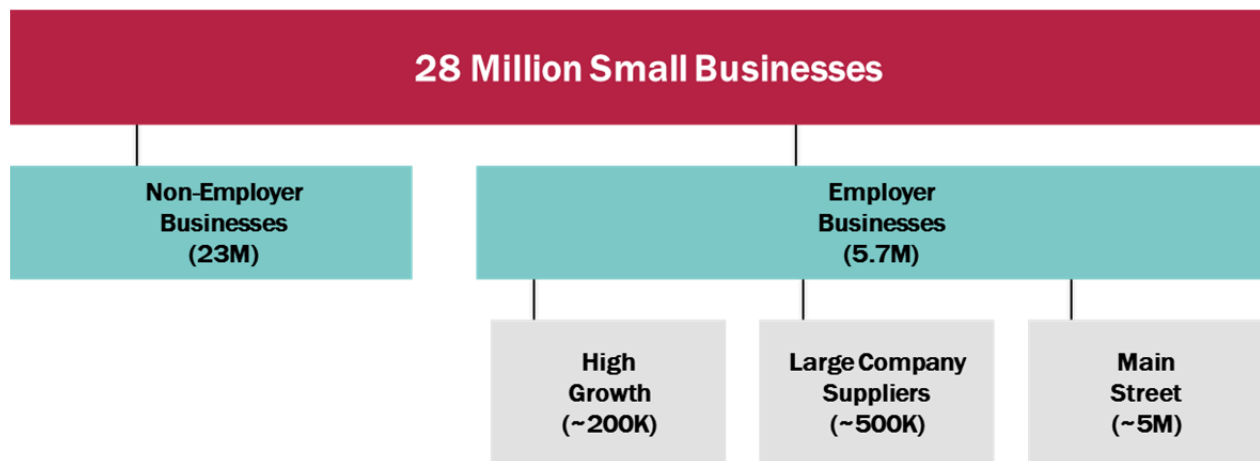 28 Million Small Businesses
Non-Employer
Businesses
(23M)
Employer
Businesses
(5.7M)
High
Growth
(~200K)
Large Company
Suppliers
(~500K)
Main
Street
(~5M)